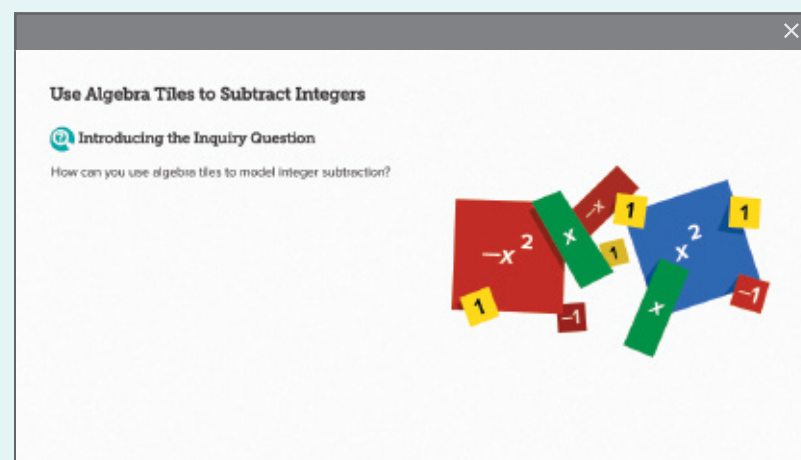 Use Algebra Tiles to Subtract Integers
Introducing the Inquiry Question
How can you use algebra tiles to model integer subtraction?
−x²
x
−x
1
1
x²
1
1
−1
x
−1